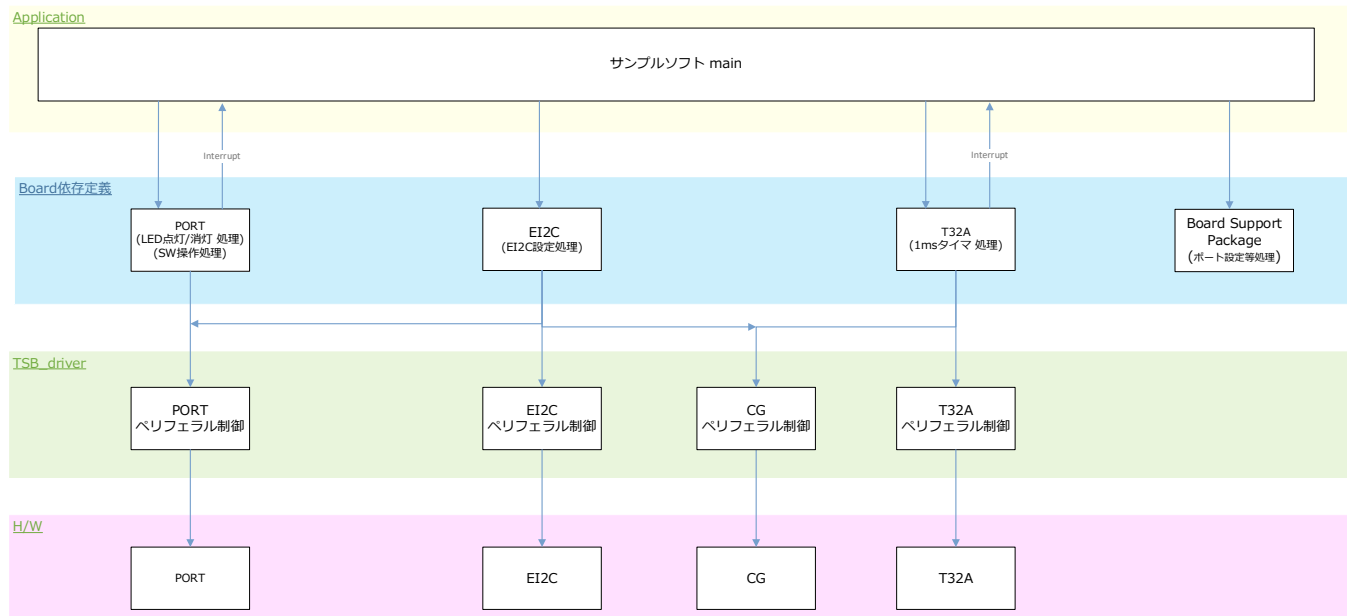 Application
サンプルソフト main
Interrupt
Interrupt
Board依存定義
PORT
(LED点灯/消灯 処理)
(SW操作処理)
EI2C
(EI2C設定処理)
T32A
(1msタイマ 処理)
Board Support
Package
(ポート設定等処理)
TSB_driver
PORT
ペリフェラル制御
EI2C
ペリフェラル制御
CG
ペリフェラル制御
T32A
ペリフェラル制御
H/W
PORT
EI2C
CG
T32A